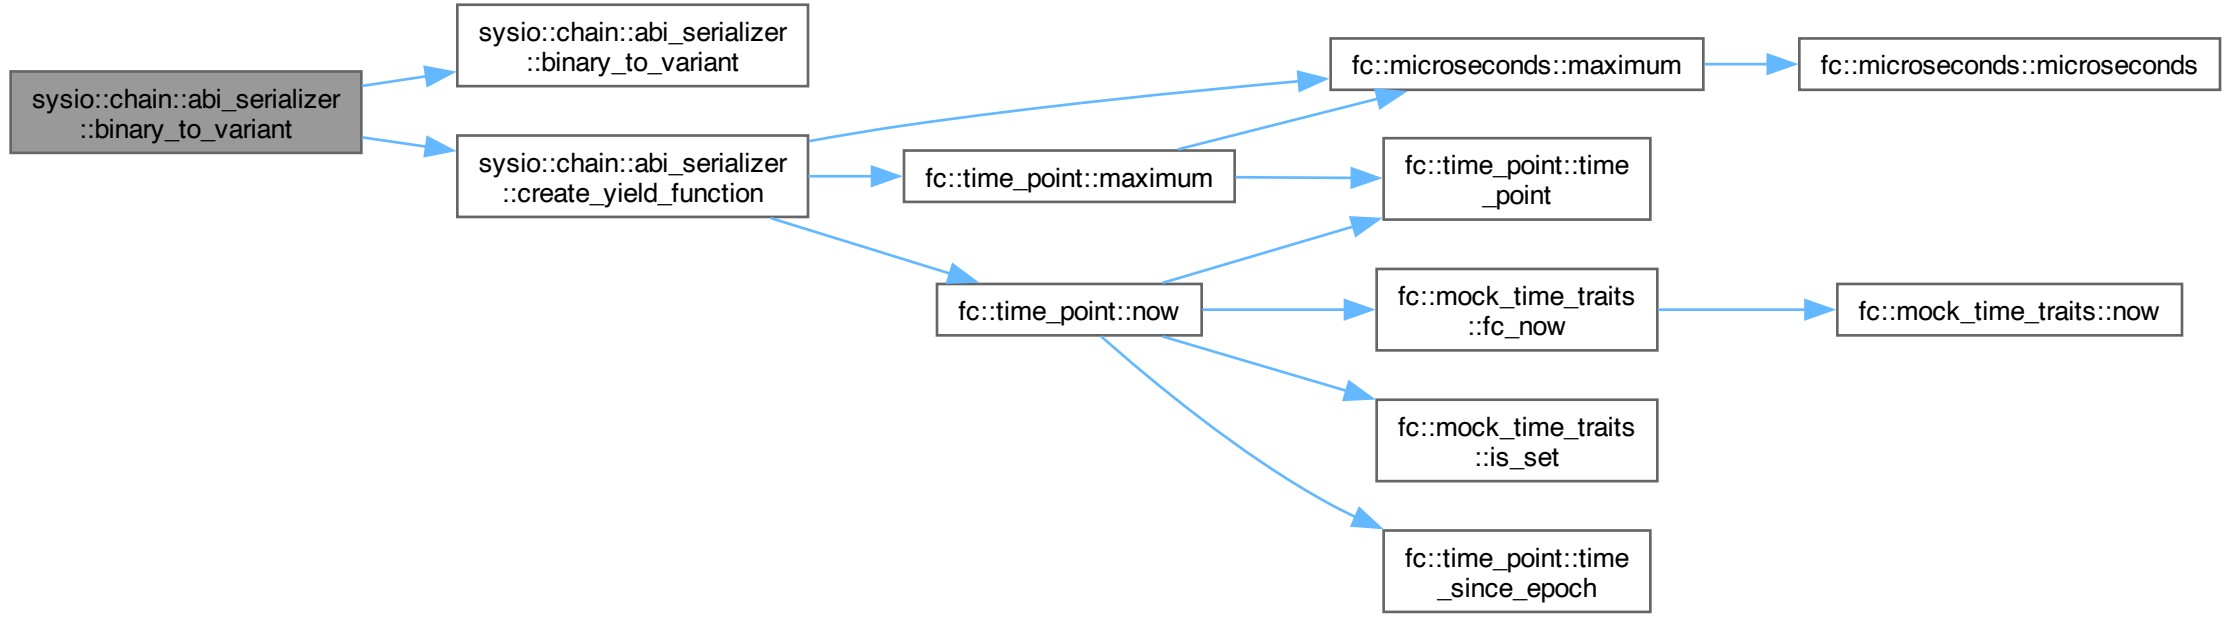 sysio::chain::abi_serializer
::binary_to_variant
sysio::chain::abi_serializer
::binary_to_variant
sysio::chain::abi_serializer
::create_yield_function
fc::microseconds::maximum
fc::microseconds::microseconds
fc::time_point::maximum
fc::time_point::time
_point
fc::time_point::now
fc::mock_time_traits
::fc_now
fc::mock_time_traits::now
fc::mock_time_traits
::is_set
fc::time_point::time
_since_epoch